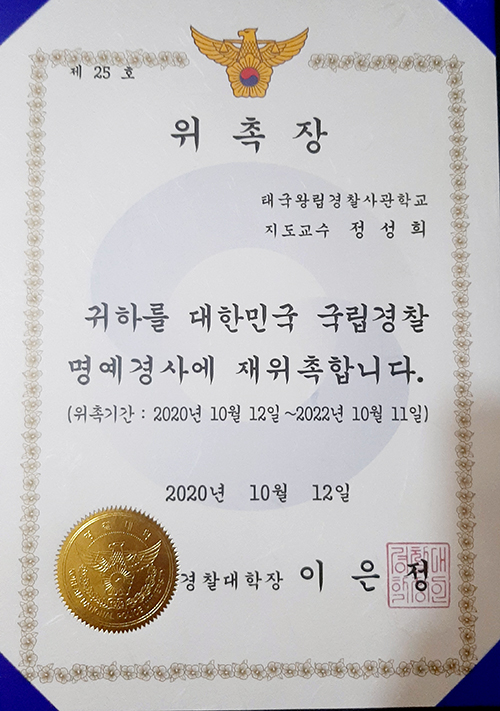 제 25 호
위 촉 장
태국왕립경찰사관학교
지도교수 정 성 희
귀하를 대한민국 국립경찰
명예경사에 재위촉합니다.
(위촉기간 : 2020년 10월 12일 ~2022년 10월 11일)
2020년 10월 12일
경찰대학장 이 은 정